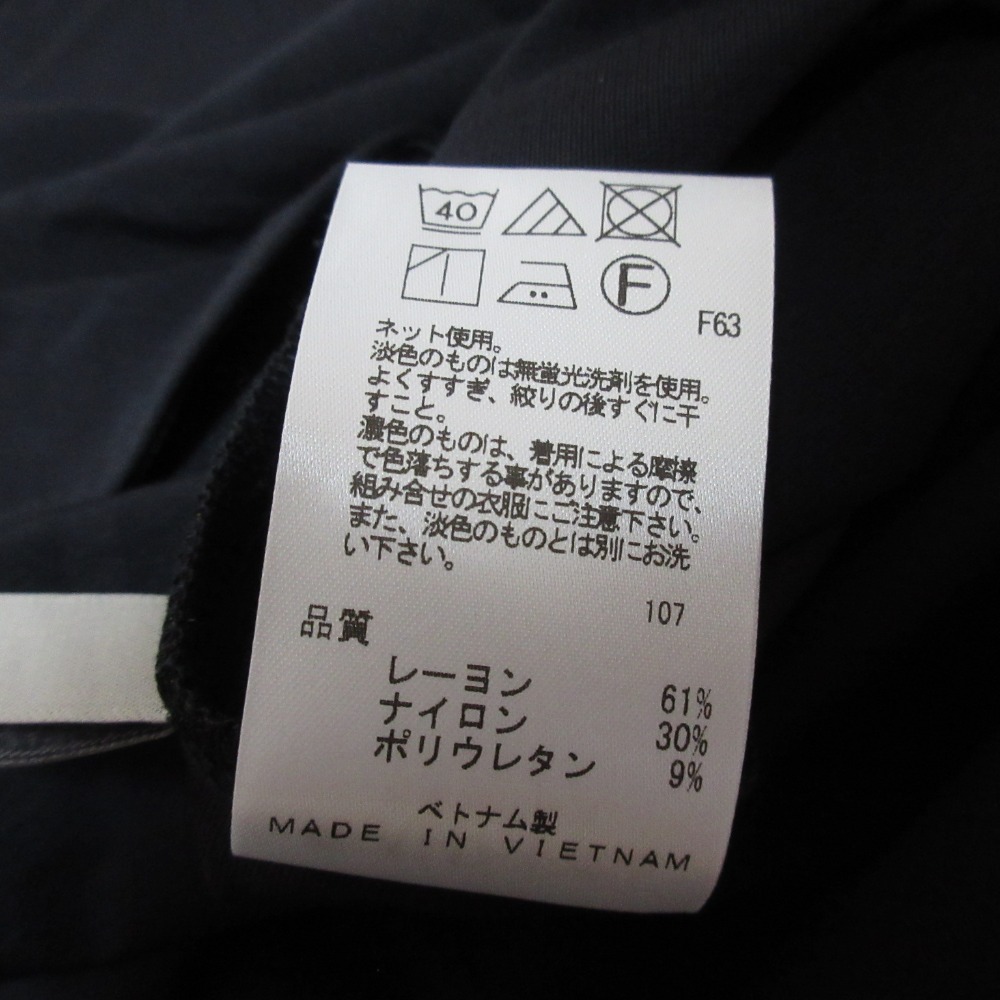 40
F
F63
ネット使用。
淡色のものは無蛍光洗剤を使用。
よくすすぎ、絞りの後すぐに干
すこと。
濃色のものは、着用による摩擦
で色落ちする事がありますので、
組み合せの衣服にご注意下さい。
また、淡色のものとは別にお洗
い下さい。
107
品質
レーヨン 61%
ナイロン 30%
ポリウレタン 9%
ベトナム製
MADE IN VIETNAM